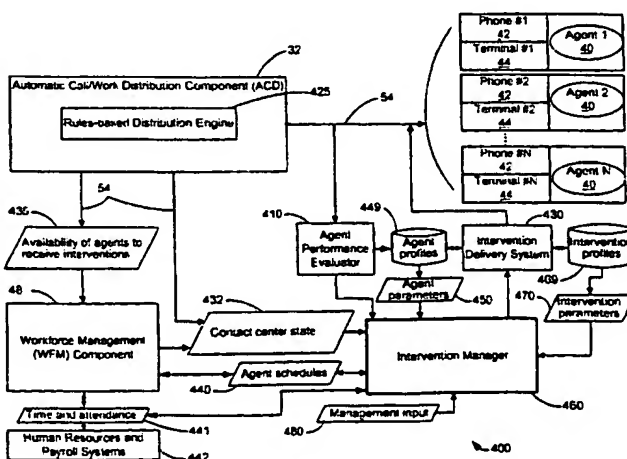 32
Automatic Call/Work Distribution Component (ACD)
425
Rules-based Distribution Engine
54
Phone #1
42
Terminal #1
44
Agent 1
40
Phone #2
42
Terminal #2
44
Agent 2
40
Phone #N
42
Terminal #N
44
Agent N
40
54
435
Availability of agents to
receive interventions
410
Agent
Performance
Evaluator
449
Agent
profiles
430
Intervention
Delivery System
Intervention
profiles
469
48
Workforce Management
(WFM) Component
432
Contact center
state
Agent
parameters
450
470
Intervention
parameters
Agent schedules
440
Intervention Manager
460
Time and attendance
441
Management input
480
Human Resources and
Payroll Systems
442
400